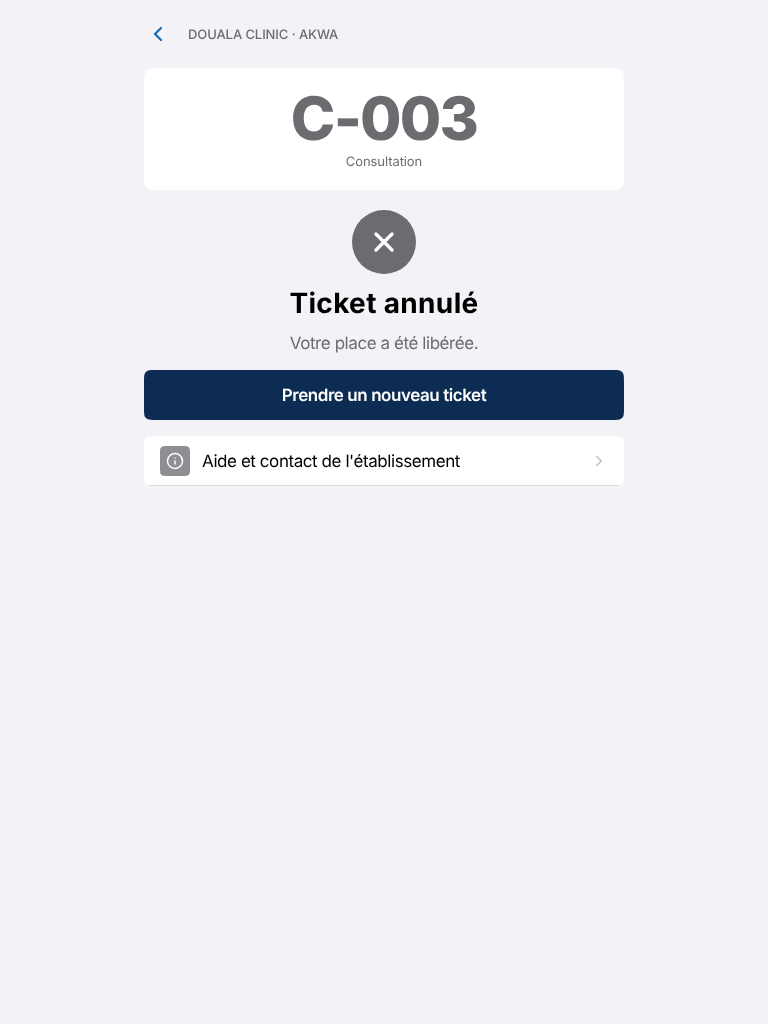 DOUALA CLINIC · AKWA
C-003
Consultation
Ticket annulé
Votre place a été libérée.
Prendre un nouveau ticket
Aide et contact de l'établissement